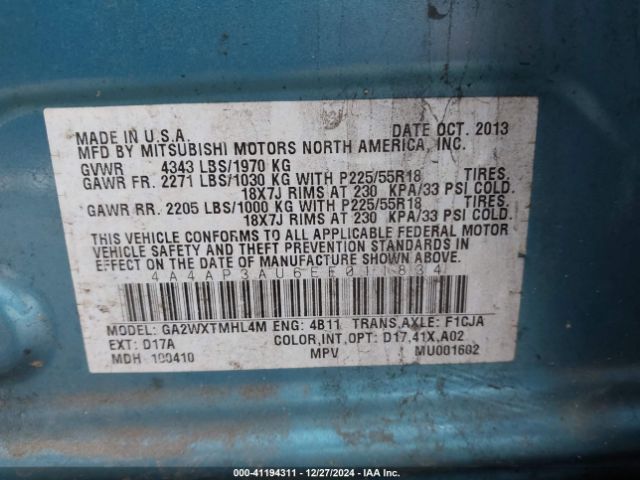 MADE IN U.S.A. DATE OCT. 2013
MFD BY MITSUBISHI MOTORS NORTH AMERICA, INC.
GVWR 4343 LBS/1970 KG
GAWR FR. 2271 LBS/1030 KG WITH P225/55R18 TIRES.
18X7J RIMS AT 230 KPA/33 PSI COLD.
GAWR RR. 2205 LBS/1000 KG WITH P225/55R18 TIRES.
18X7J RIMS AT 230 KPA/33 PSI COLD.
THIS VEHICLE CONFORMS TO ALL APPLICABLE FEDERAL MOTOR
VEHICLE SAFETY AND THEFT PREVENTION STANDARDS IN
EFFECT ON THE DATE OF MANUFACTURE SHOWN ABOVE.
4A4AP3AU6EE011834
MODEL: GA2WXTMHL4M ENG: 4B11 TRANS,AXLE: F1CJA
EXT: D17A COLOR,INT,OPT: D17,41X,A02
MDH 100410 MPV MU001602
000-41194311 - 12/27/2024 - IAA Inc.